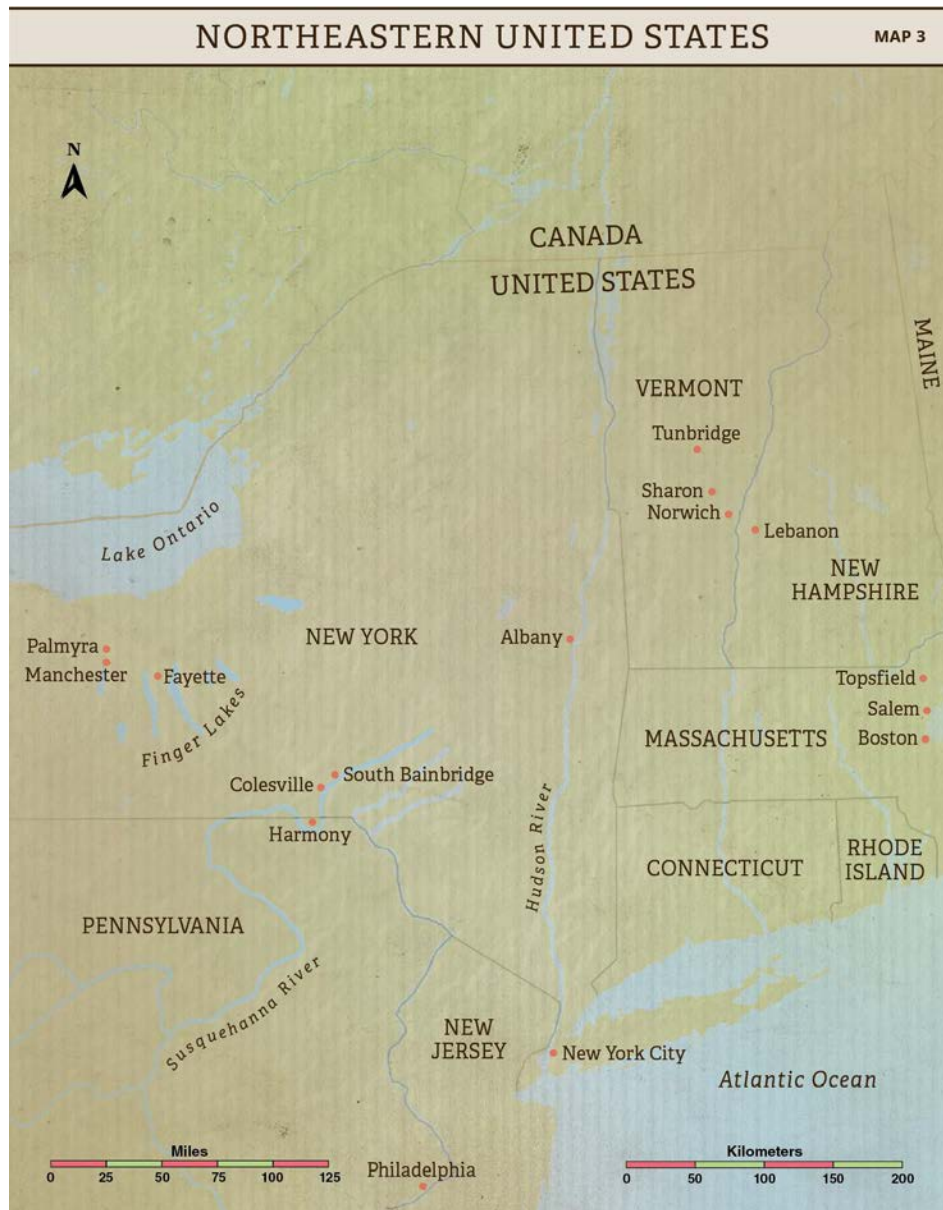 NORTHEASTERN UNITED STATES
MAP 3
N
CANADA
UNITED STATES
MAINE
VERMONT
Tunbridge
Sharon
Norwich
Lebanon
Lake Ontario
NEW
HAMPSHIRE
NEW YORK
Albany
Palmyra
Manchester
Fayette
Finger Lakes
Topsfield
Salem
Boston
MASSACHUSETTS
South Bainbridge
Colesville
Harmony
Hudson River
CONNECTICUT
RHODE
ISLAND
PENNSYLVANIA
Susquehanna River
NEW
JERSEY
New York City
Atlantic Ocean
Miles
0 25 50 75 100 125
Philadelphia
Kilometers
0 50 100 150 200